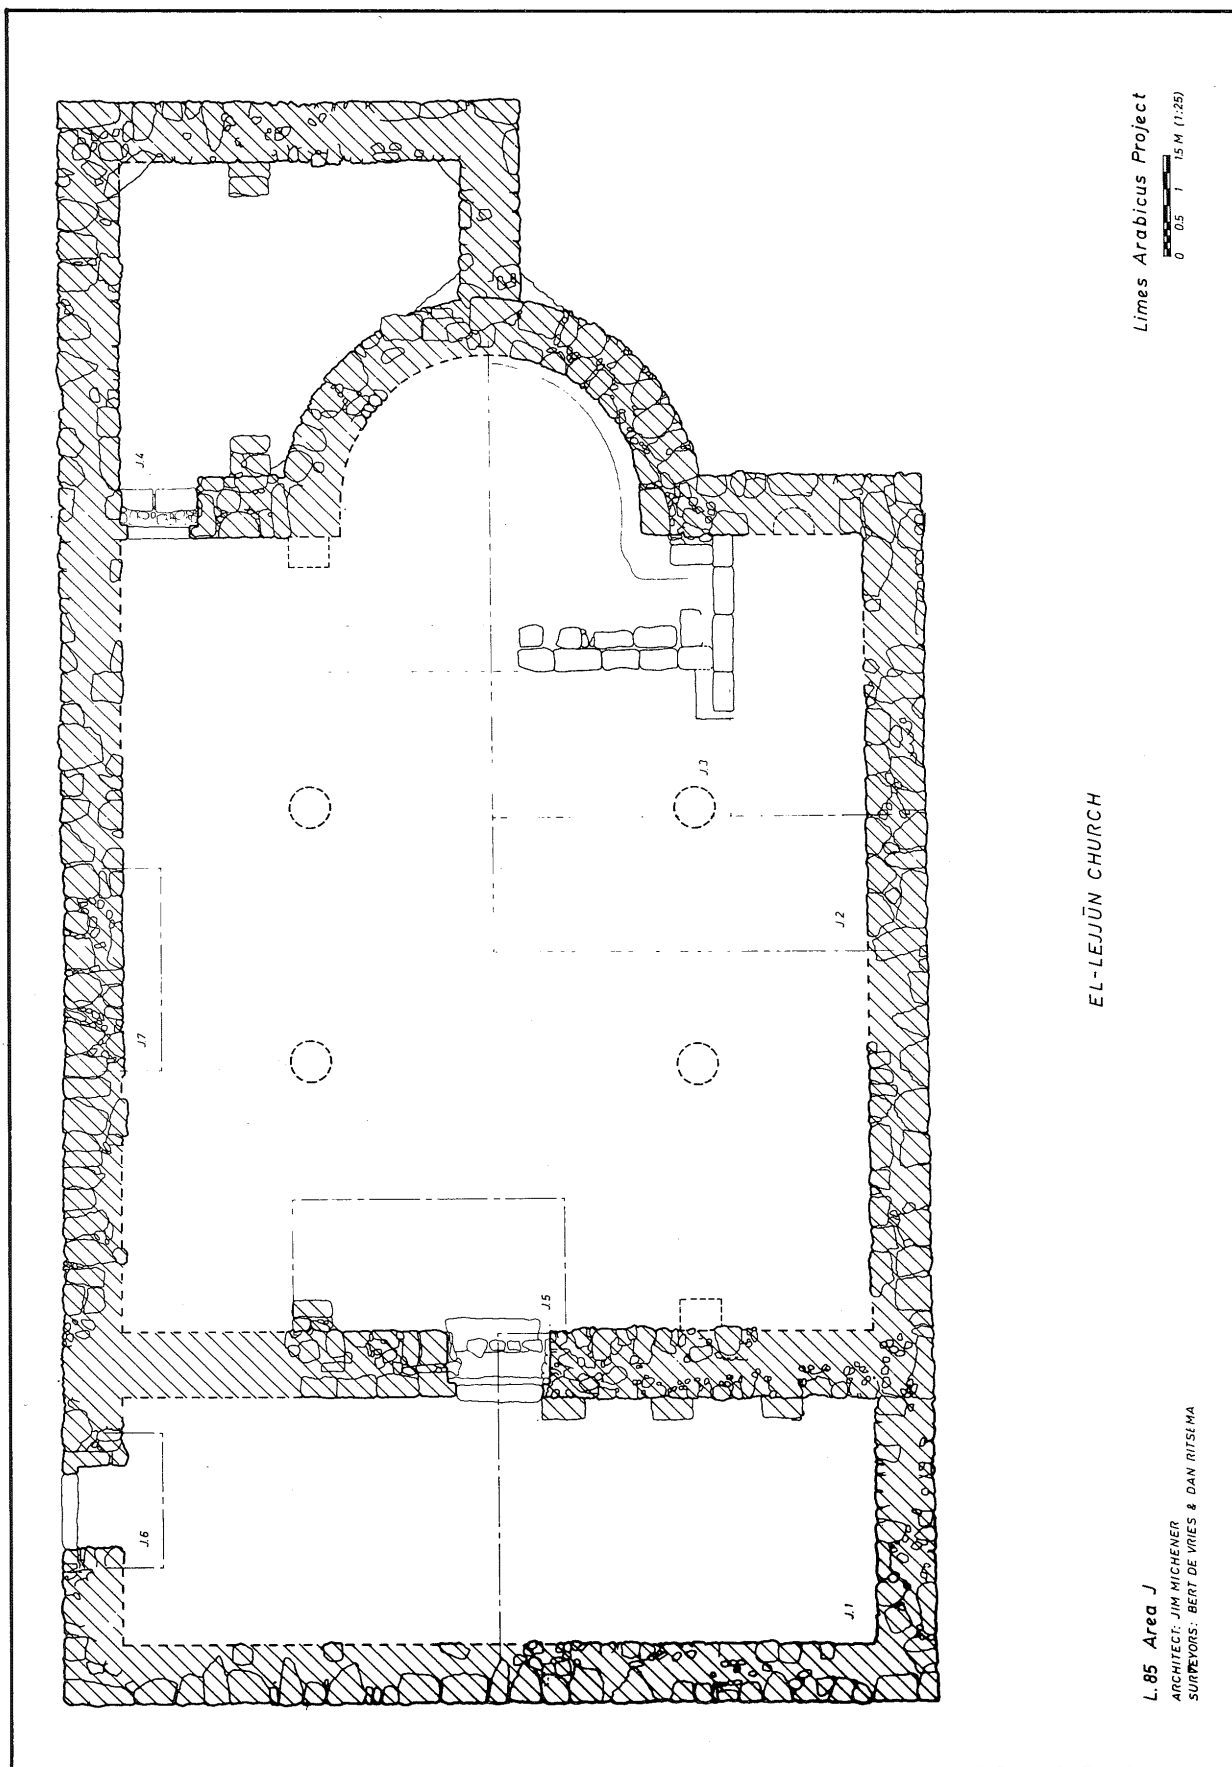 L. 85 Area J
ARCHITECT: JIM MICHENER
SURVEYORS: BERT DE VRIES & DAN RITSEMA
EL-LEJJŪN CHURCH
Limes Arabicus Project
0 0.5 1 1.5 M (1:25)
J.4
J.3
J.2
J.7
J.5
J.6
J.1